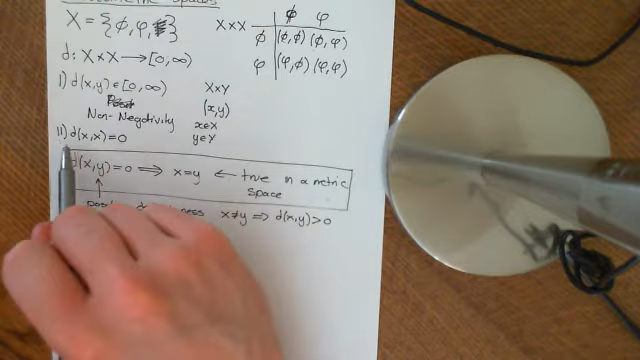 X = {ϕ, φ, }
X×X ϕ φ
ϕ (ϕ,ϕ) (ϕ,φ)
φ (φ,ϕ) (φ,φ)
d: X×X → [0,∞)
I) d(x,y) ∈ [0,∞) X×Y
Non-Negativity (x,y)
x∈X
y∈Y
II) d(x,x) = 0
d(x,y) = 0 ⟹ x=y ← true in a metric
space
x≠y ⟹ d(x,y) > 0